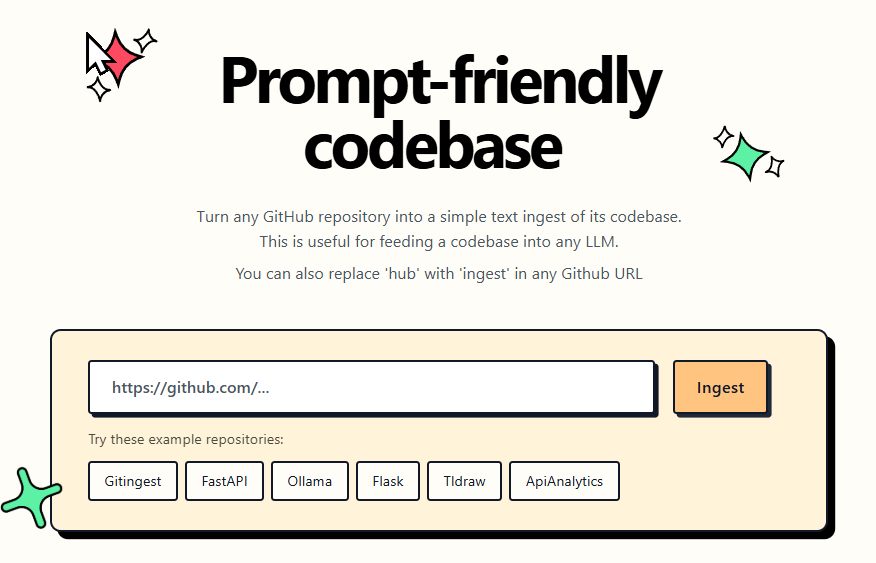 Prompt-friendly
codebase
Turn any GitHub repository into a simple text ingest of its codebase.
This is useful for feeding a codebase into any LLM.
You can also replace 'hub' with 'ingest' in any Github URL
https://github.com/...
Ingest
Try these example repositories:
Gitingest
FastAPI
Ollama
Flask
Tldraw
ApiAnalytics